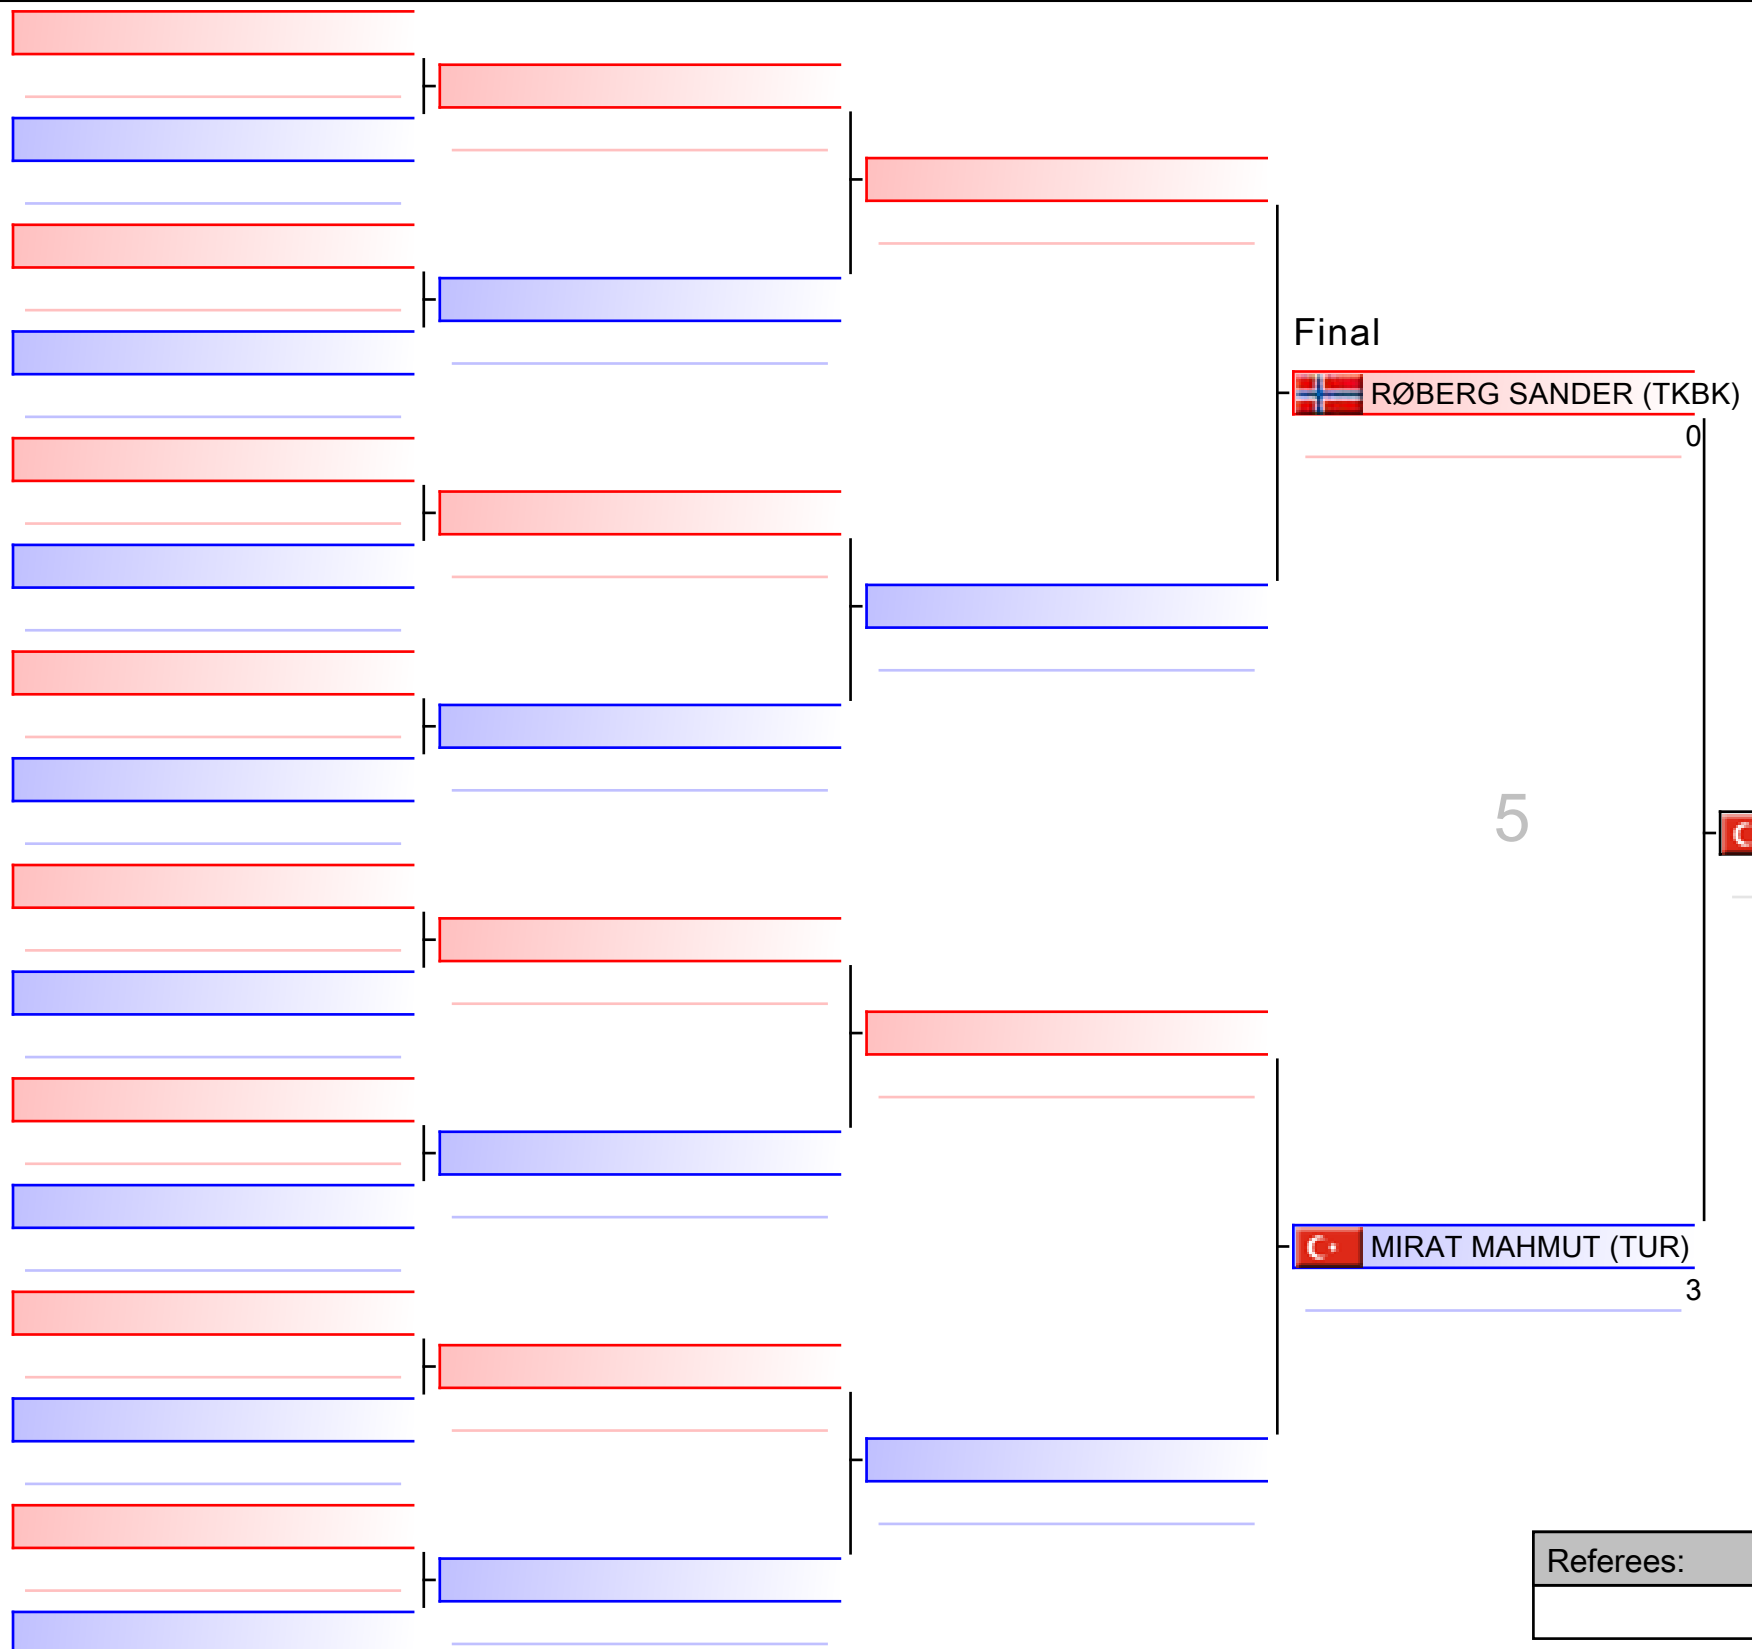 Final
RØBERG SANDER (TKBK)
0
5
MIRAT MAHMUT (TUR)
3
Referees: